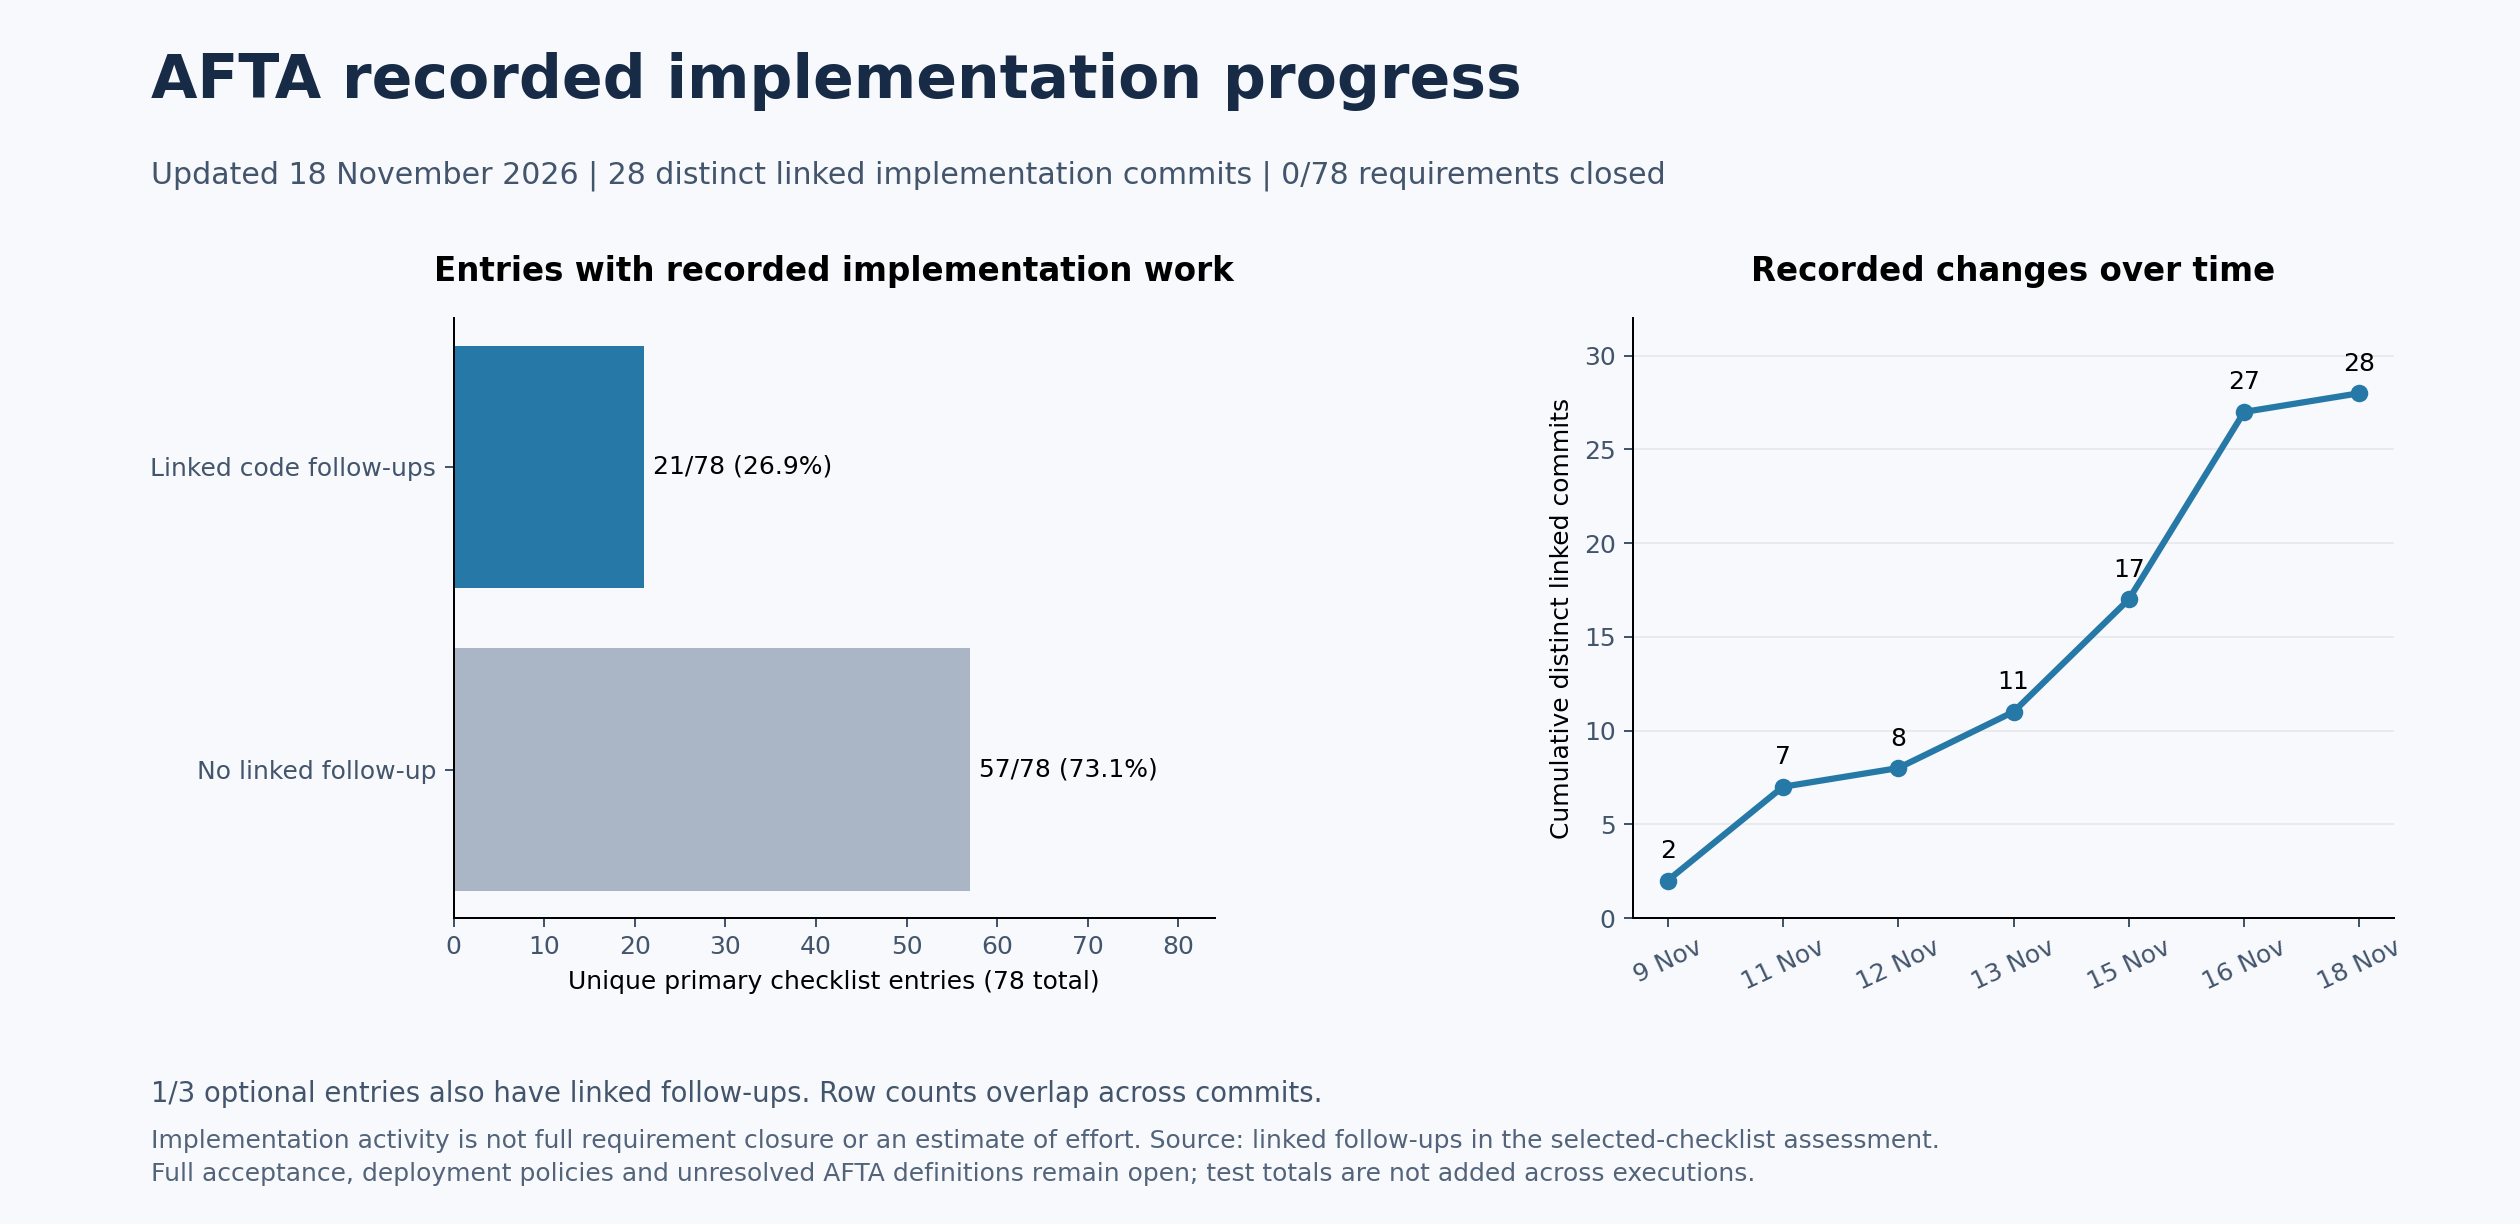 AFTA recorded implementation progress
Updated 18 November 2026 | 28 distinct linked implementation commits | 0/78 requirements closed
Entries with recorded implementation work
Linked code follow-ups
21/78 (26.9%)
No linked follow-up
57/78 (73.1%)
0 10 20 30 40 50 60 70 80
Unique primary checklist entries (78 total)
Recorded changes over time
Cumulative distinct linked commits
30
25
20
15
10
5
0
2
7
8
11
17
27
28
9 Nov 11 Nov 12 Nov 13 Nov 15 Nov 16 Nov 18 Nov
1/3 optional entries also have linked follow-ups. Row counts overlap across commits.
Implementation activity is not full requirement closure or an estimate of effort. Source: linked follow-ups in the selected-checklist assessment.
Full acceptance, deployment policies and unresolved AFTA definitions remain open; test totals are not added across executions.